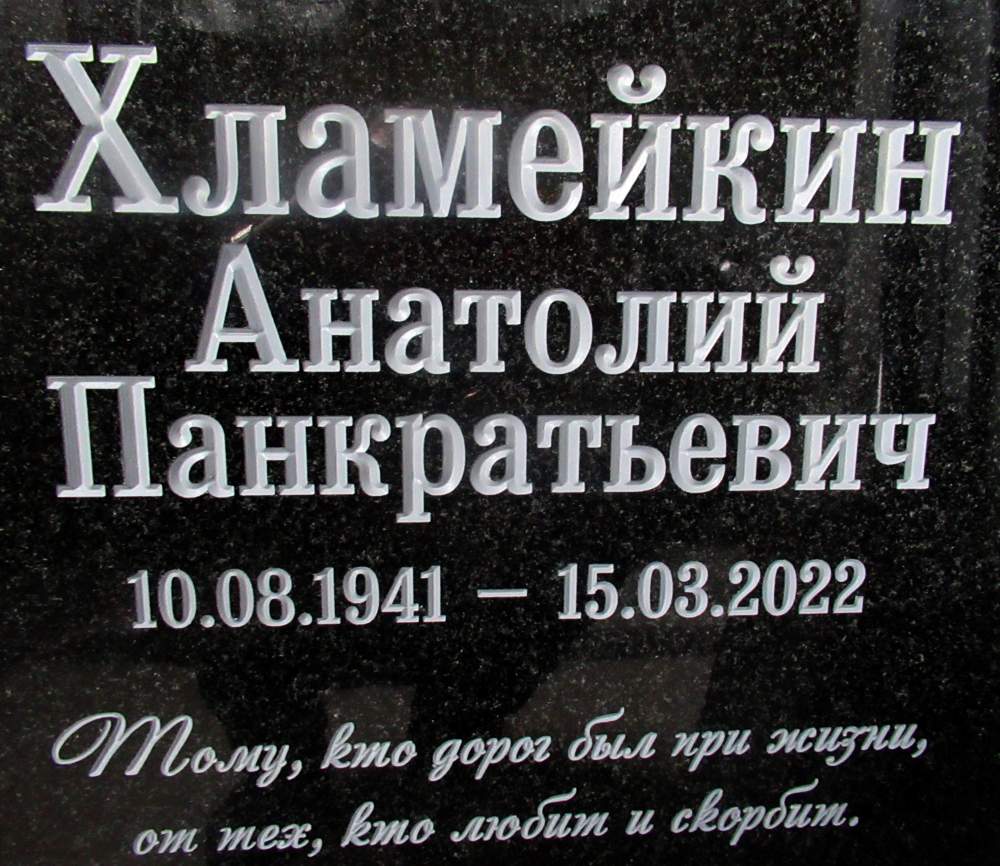 Хламейкин
Анатолий
Панкратьевич
10.08.1941 – 15.03.2022
Тому, кто дорог был при жизни,
от тех, кто любит и скорбит.